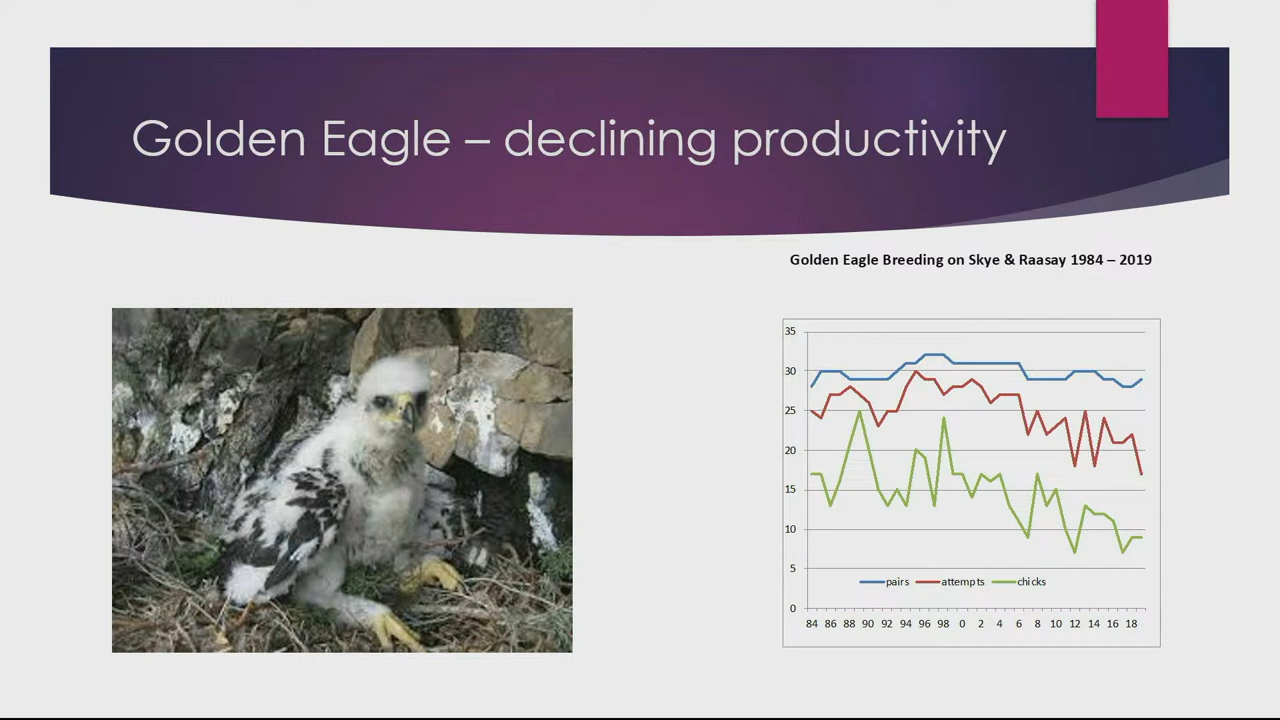 Golden Eagle – declining productivity
Golden Eagle Breeding on Skye & Raasay 1984 – 2019
35
30
25
20
15
10
5
0
pairs attempts chicks
84 86 88 90 92 94 96 98 0 2 4 6 8 10 12 14 16 18